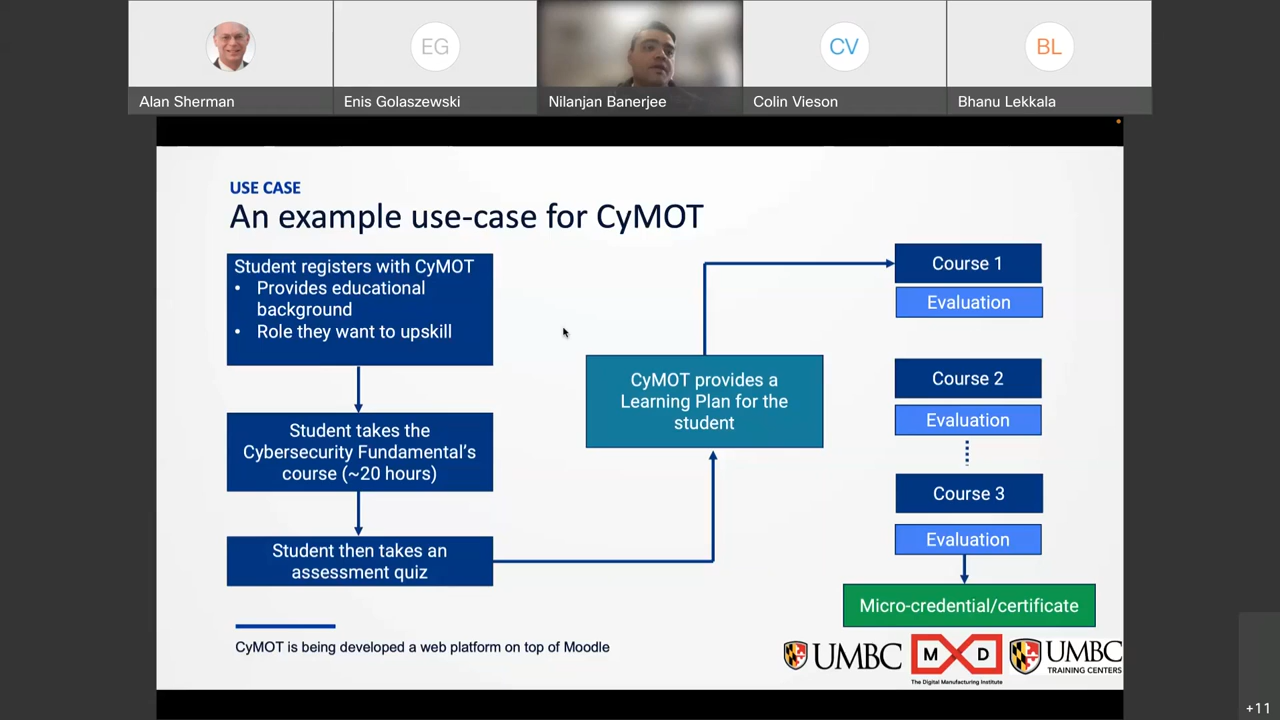 EG
CV
BL
Alan Sherman
Enis Golaszewski
Nilanjan Banerjee
Colin Vieson
Bhanu Lekkala
USE CASE
An example use-case for CyMOT
Student registers with CyMOT
• Provides educational
background
• Role they want to upskill
Student takes the
Cybersecurity Fundamental's
course (~20 hours)
Student then takes an
assessment quiz
CyMOT provides a
Learning Plan for the
student
Course 1
Evaluation
Course 2
Evaluation
Course 3
Evaluation
Micro-credential/certificate
CyMOT is being developed a web platform on top of Moodle
UMBC
M D
The Digital Manufacturing Institute
UMBC
TRAINING CENTERS
+11